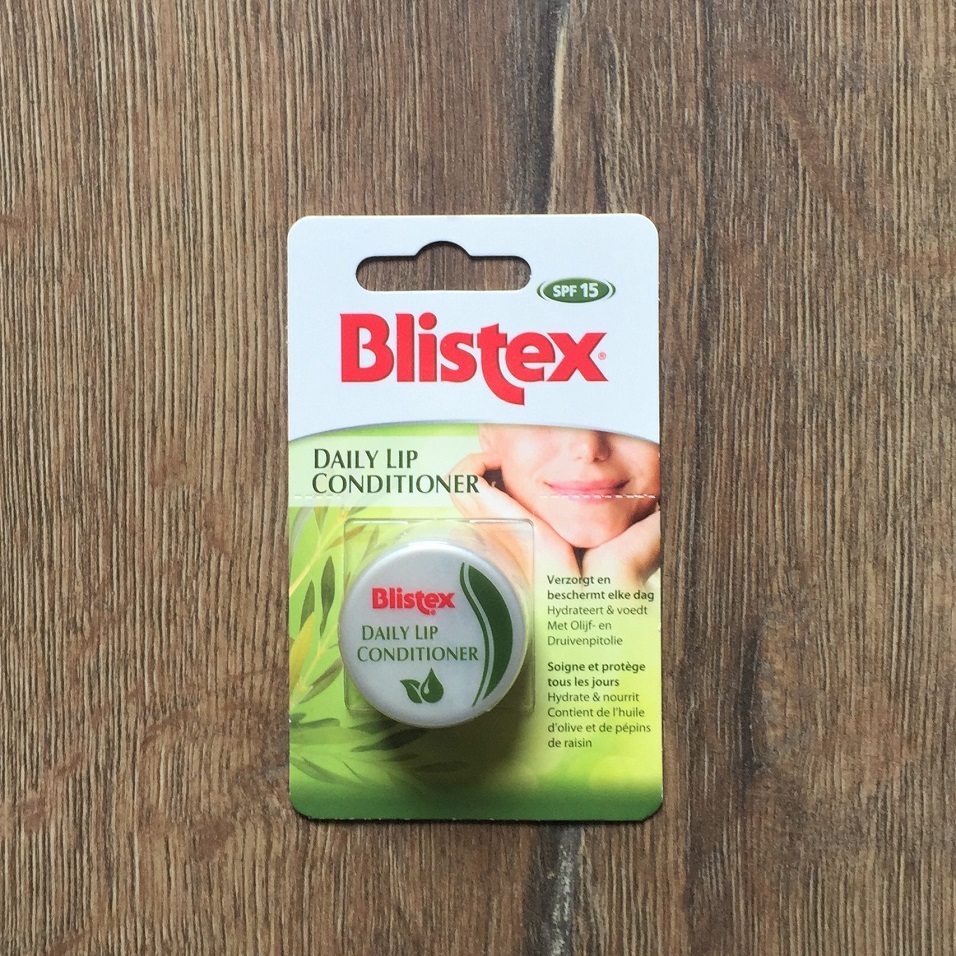 SPF 15
Blistex®
DAILY LIP
CONDITIONER
Blistex®
DAILY LIP
CONDITIONER
Verzorgt en
beschermt elke dag
Hydrateert & voedt
Met Olijf- en
Druivenpitolie
Soigne et protège
tous les jours
Hydrate & nourrit
Contient de l'huile
d'olive et de pépins
de raisin